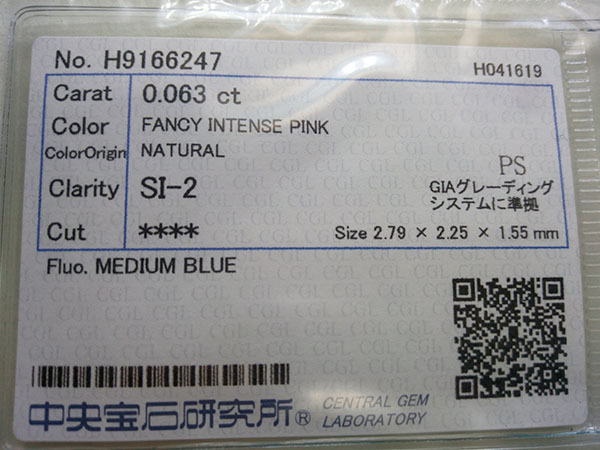 No. H9166247
H041619
Carat 0.063 ct
Color FANCY INTENSE PINK
ColorOrigin NATURAL
Clarity SI-2
PS
GIAグレーディング
システムに準拠
Cut ****
Size 2.79 × 2.25 × 1.55 mm
Fluo. MEDIUM BLUE
中央宝石研究所®
CENTRAL GEM
LABORATORY